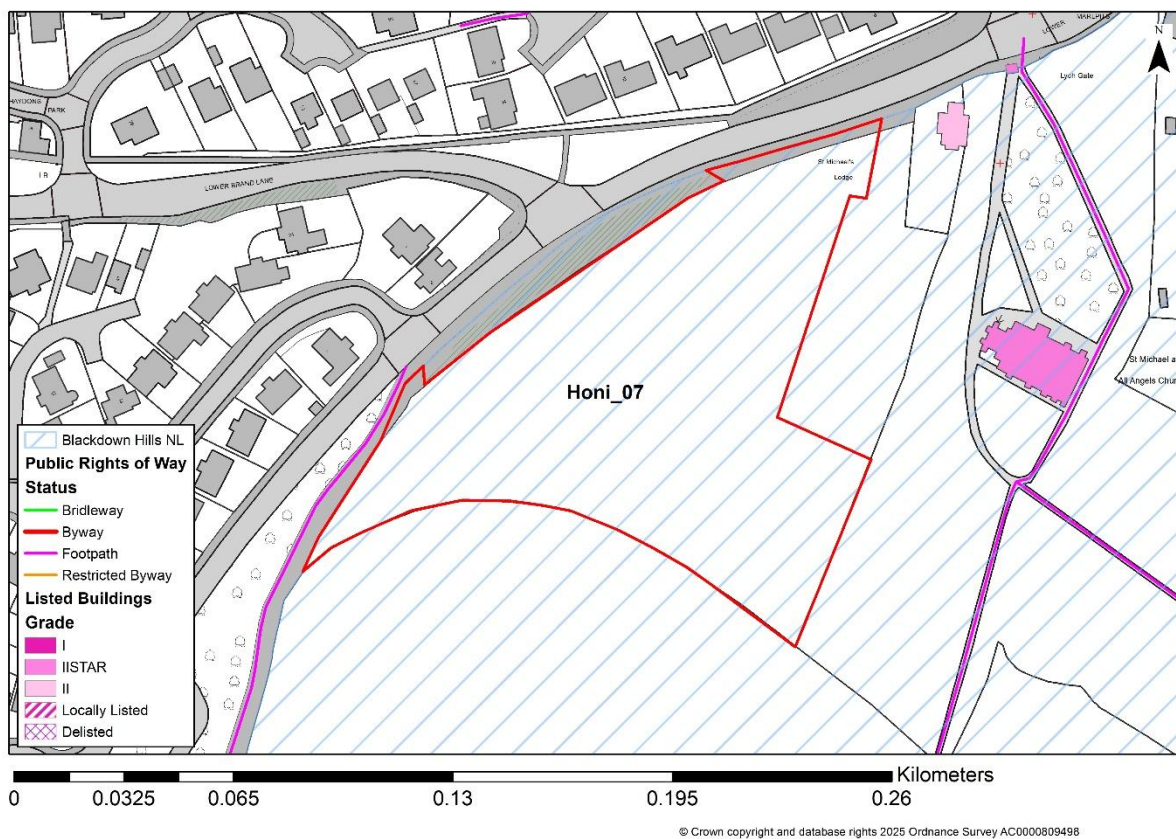 LOWER
MARLPITS
N
Lych Gate
PARK
LOWER BRAND LANE
St Michael's
Lodge
Honi_07
St Michael a
All Angels Chur
Blackdown Hills NL
Public Rights of Way
Status
Bridleway
Byway
Footpath
Restricted Byway
Listed Buildings
Grade
I
IISTAR
II
Locally Listed
Delisted
Kilometers
0 0.0325 0.065 0.13 0.195 0.26
© Crown copyright and database rights 2025 Ordnance Survey AC0000809498